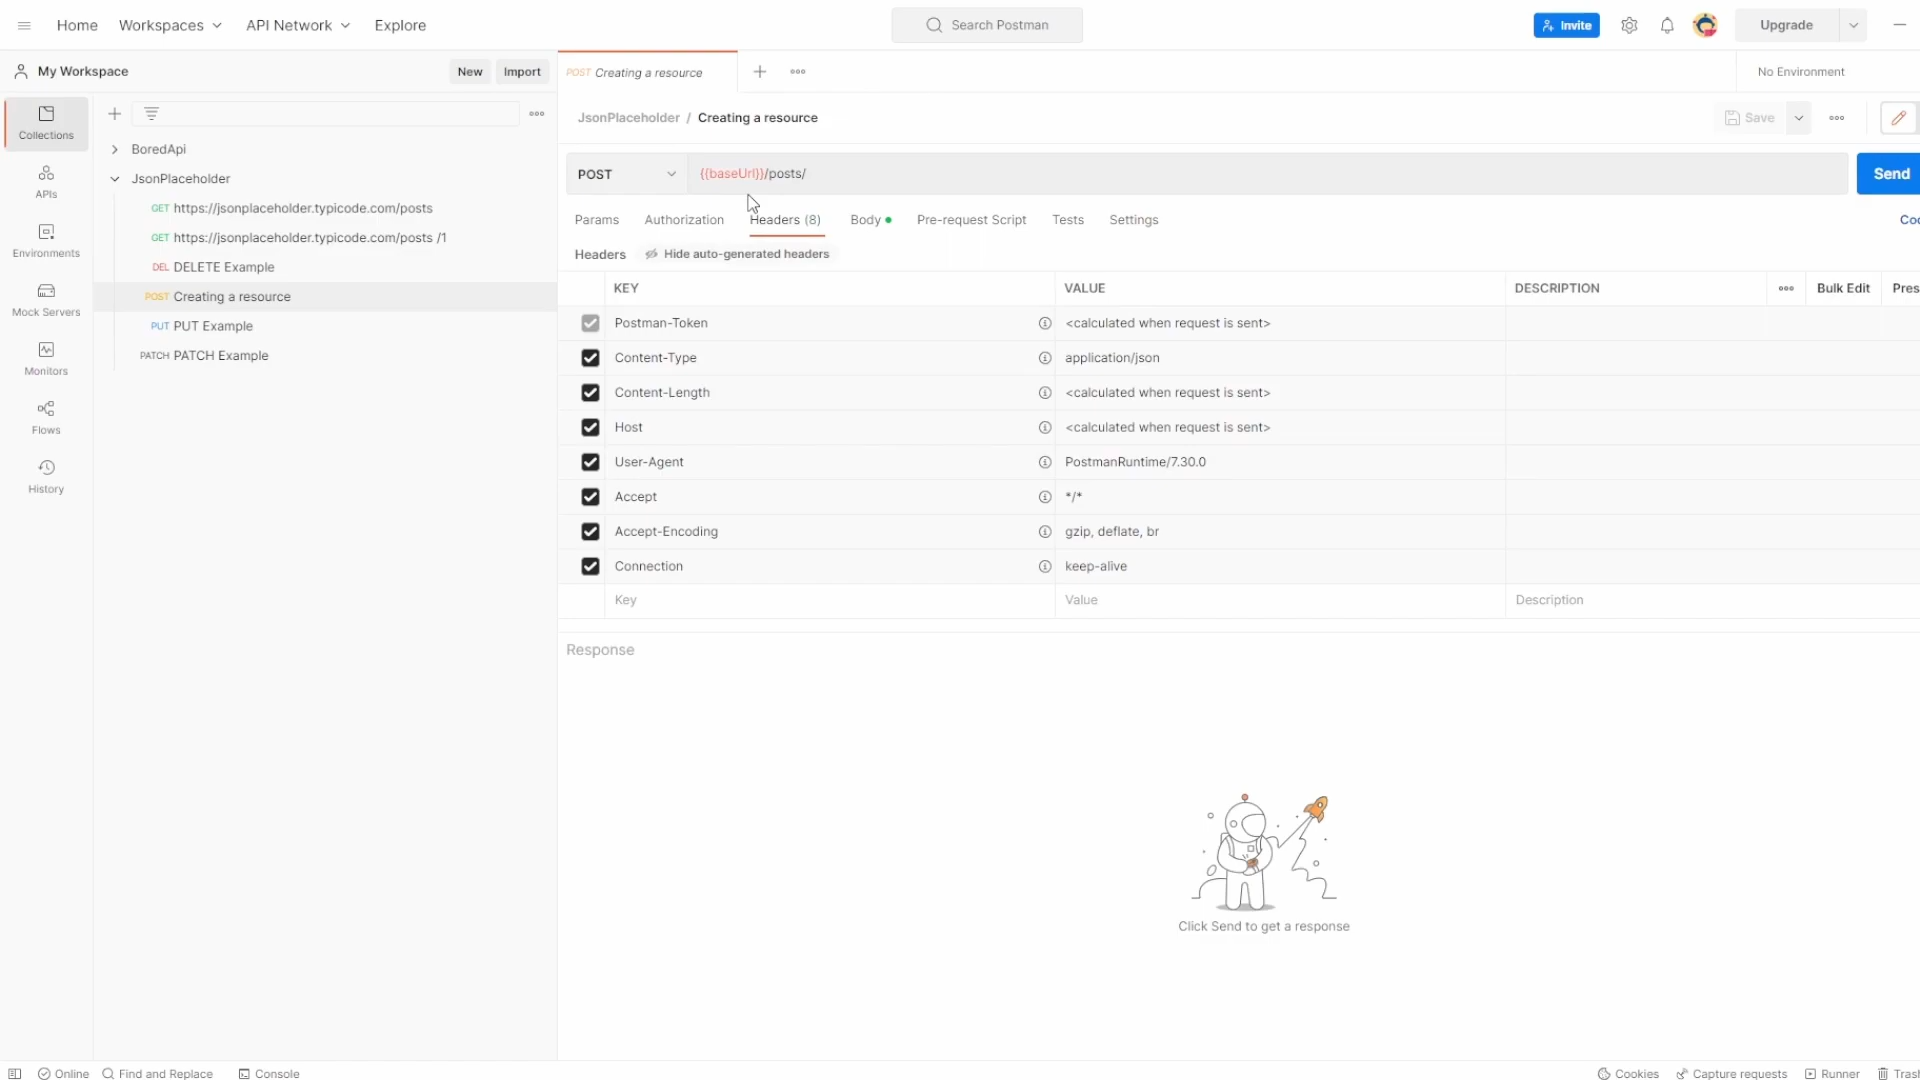 Home Workspaces API Network Explore Search Postman Invite Upgrade
My Workspace New Import POST Creating a resource No Environment
Collections
APIs
Environments
Mock Servers
Monitors
Flows
History
BoredApi
JsonPlaceholder
GET https://jsonplaceholder.typicode.com/posts
GET https://jsonplaceholder.typicode.com/posts /1
DEL DELETE Example
POST Creating a resource
PUT PUT Example
PATCH PATCH Example
JsonPlaceholder / Creating a resource Save
POST {{baseUrl}}/posts/ Send
Params Authorization Headers (8) Body Pre-request Script Tests Settings
Headers Hide auto-generated headers
KEY VALUE DESCRIPTION Bulk Edit
Postman-Token <calculated when request is sent>
Content-Type application/json
Content-Length <calculated when request is sent>
Host <calculated when request is sent>
User-Agent PostmanRuntime/7.30.0
Accept */*
Accept-Encoding gzip, deflate, br
Connection keep-alive
Key Value Description
Response
Click Send to get a response
Online Find and Replace Console Cookies Capture requests Runner